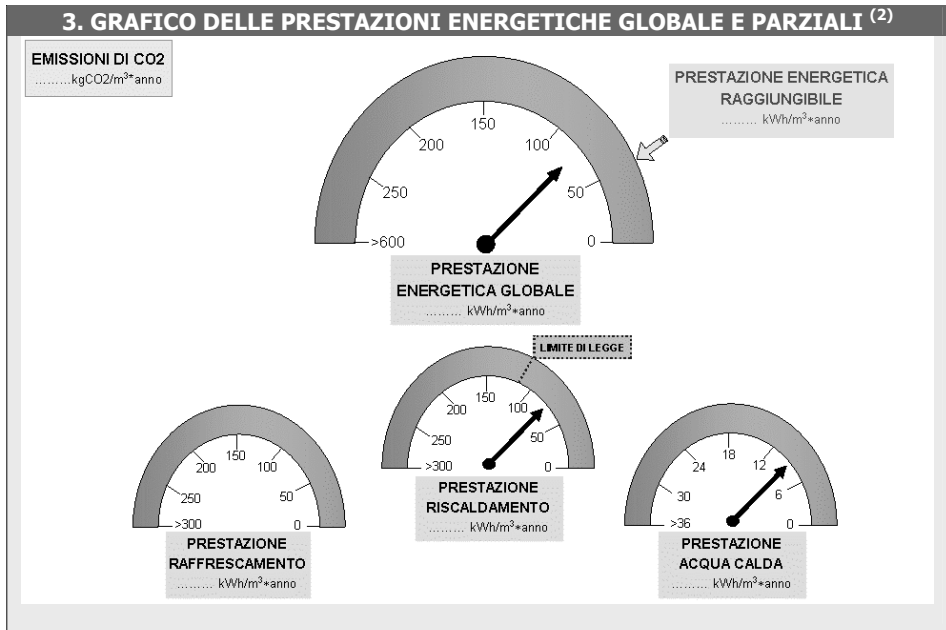 3. GRAFICO DELLE PRESTAZIONI ENERGETICHE GLOBALE E PARZIALI (2)
EMISSIONI DI CO2
.........kgCO2/m³*anno
PRESTAZIONE ENERGETICA
RAGGIUNGIBILE
......... kWh/m³*anno
150
200
100
250
50
>600
0
PRESTAZIONE
ENERGETICA GLOBALE
......... kWh/m³*anno
LIMITE DI LEGGE
150
200
100
250
50
>300
0
PRESTAZIONE
RISCALDAMENTO
......... kWh/m³*anno
150
200
100
250
50
>300
0
PRESTAZIONE
RAFFRESCAMENTO
......... kWh/m³*anno
18
24
12
30
6
>36
0
PRESTAZIONE
ACQUA CALDA
......... kWh/m³*anno